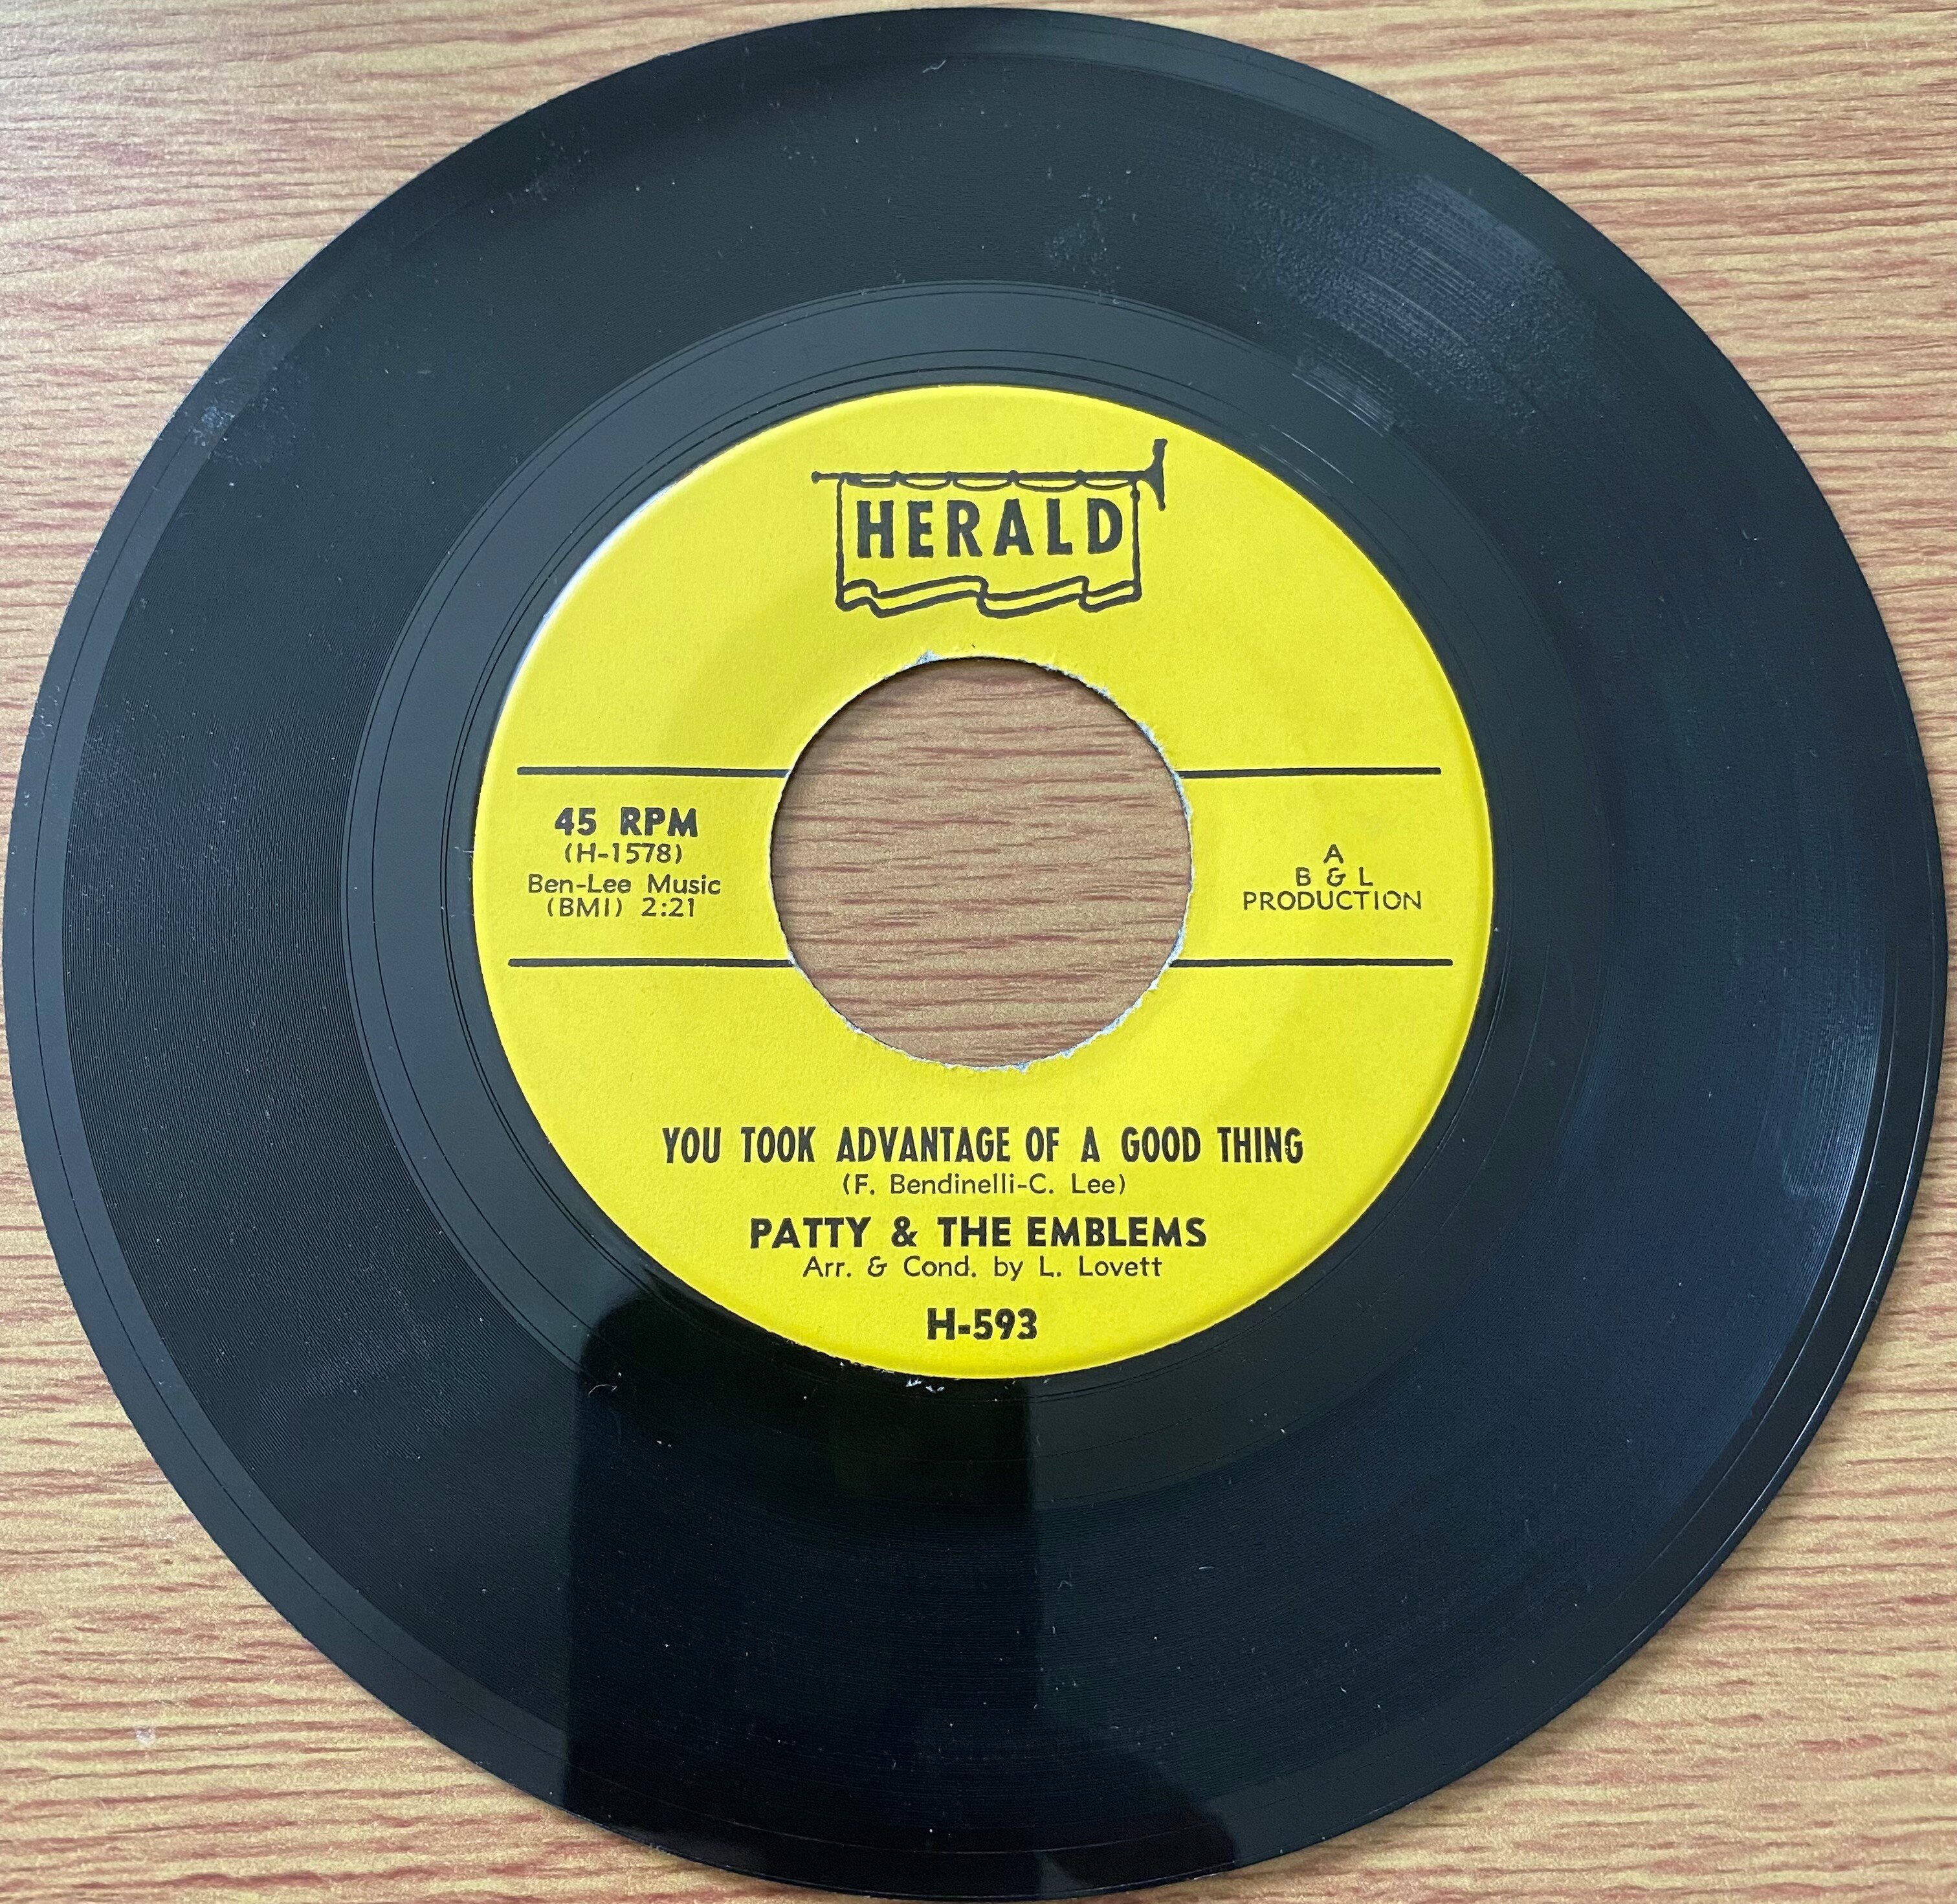 HERALD
45 RPM
(H-1578)
Ben-Lee Music
(BMI) 2:21
A
B & L
PRODUCTION
YOU TOOK ADVANTAGE OF A GOOD THING
(F. Bendinelli-C. Lee)
PATTY & THE EMBLEMS
Arr. & Cond. by L. Lovett
H-593